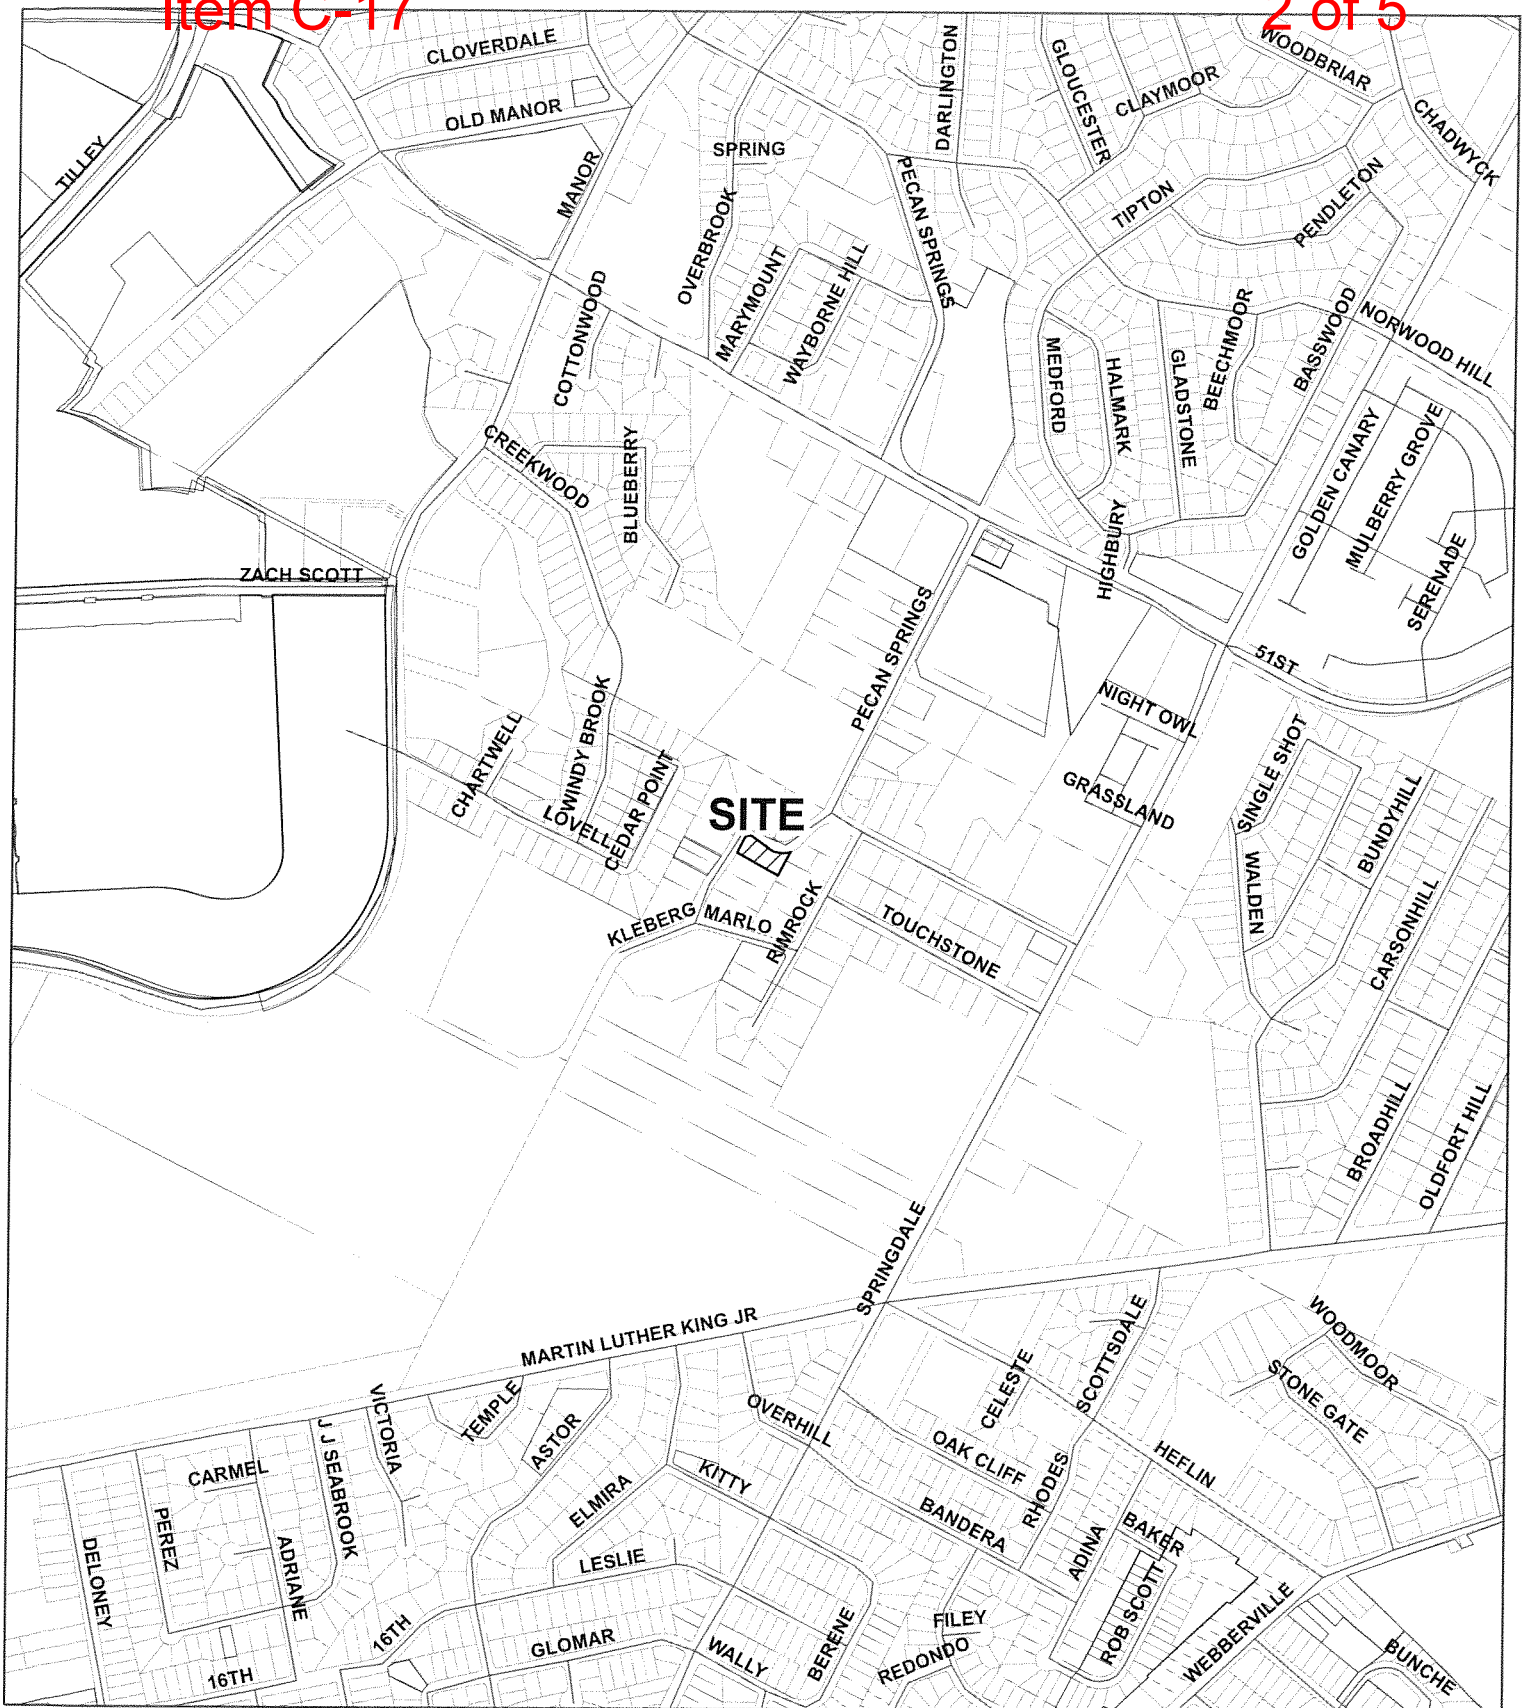 Item C-17
2 of 5
CLOVERDALE
DARLINGTON
GLOUCESTER
WOODBRIAR
CLAYMOOR
CHADWYCK
OLD MANOR
TILLEY
SPRING
MANOR
PECAN SPRINGS
TIPTON
PENDLETON
OVERBROOK
MARYMOUNT
WAYBORNE HILL
COTTONWOOD
MEDFORD
HALMARK
GLADSTONE
BEECHMOOR
BASSWOOD
NORWOOD HILL
CREEKWOOD
BLUEBERRY
GOLDEN CANARY
MULBERRY GROVE
SERENADE
HIGHBURY
ZACH SCOTT
PECAN SPRINGS
51ST
NIGHT OWL
CHARTWELL
WINDY BROOK
CEDAR POINT
LOVELL
SITE
GRASSLAND
SINGLE SHOT
BUNDYHILL
WALDEN
CARSONHILL
KLEBERG
MARLO
RIMROCK
TOUCHSTONE
BROADHILL
OLDFORT HILL
SPRINGDALE
MARTIN LUTHER KING JR
WOODMOOR
SCOTTSDALE
CELESTE
STONE GATE
VICTORIA
TEMPLE
ASTOR
OVERHILL
J J SEABROOK
CARMEL
OAK CLIFF
HEFLIN
KITTY
ELMIRA
RHODES
BANDERA
PEREZ
ADRIANE
DELONEY
LESLIE
ADINA
BAKER
ROB SCOTT
WEBBERVILLE
16TH
GLOMAR
WALLY
BERENE
FILEY
REDONDO
BUNCHE
16TH